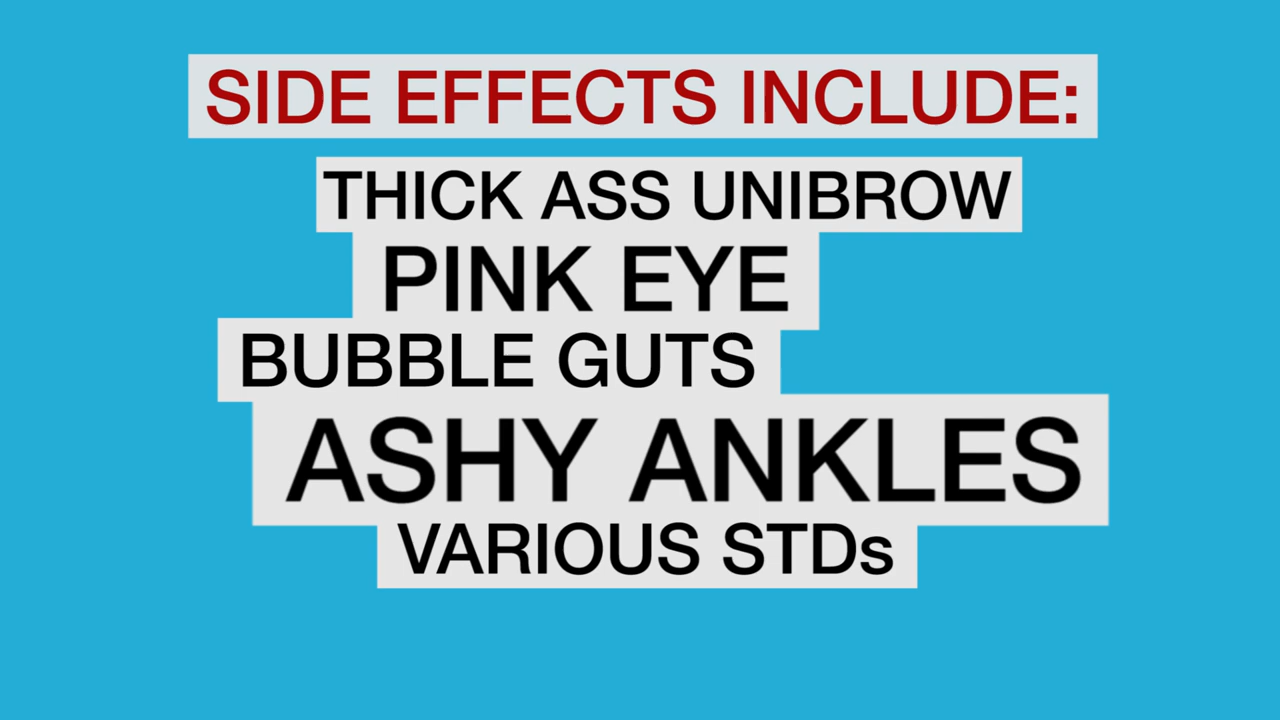 SIDE EFFECTS INCLUDE:
THICK ASS UNIBROW
PINK EYE
BUBBLE GUTS
ASHY ANKLES
VARIOUS STDs